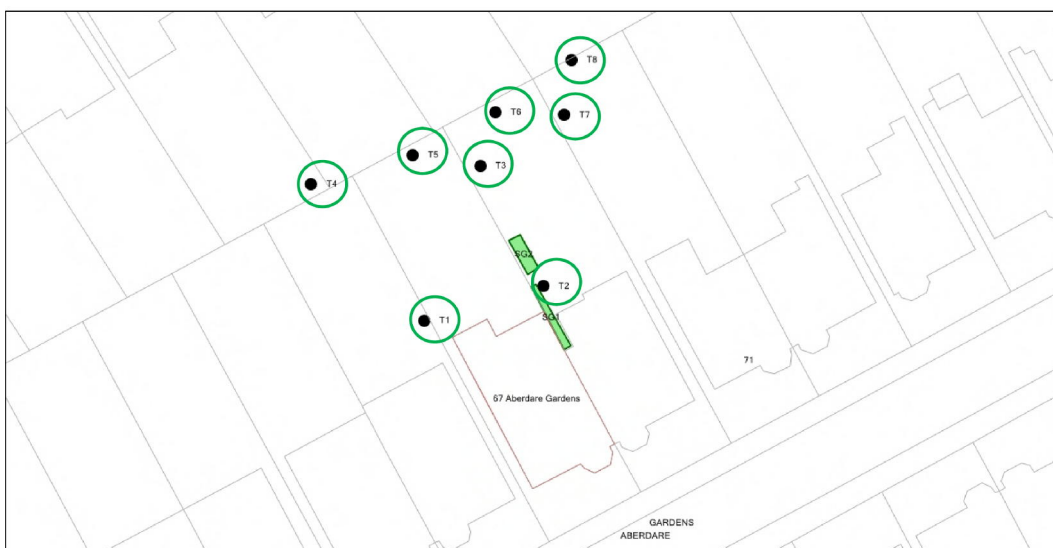 T8
T6
T7
T5
T3
T4
SG2
T2
T1
SG1
71
67 Aberdare Gardens
GARDENS
ABERDARE